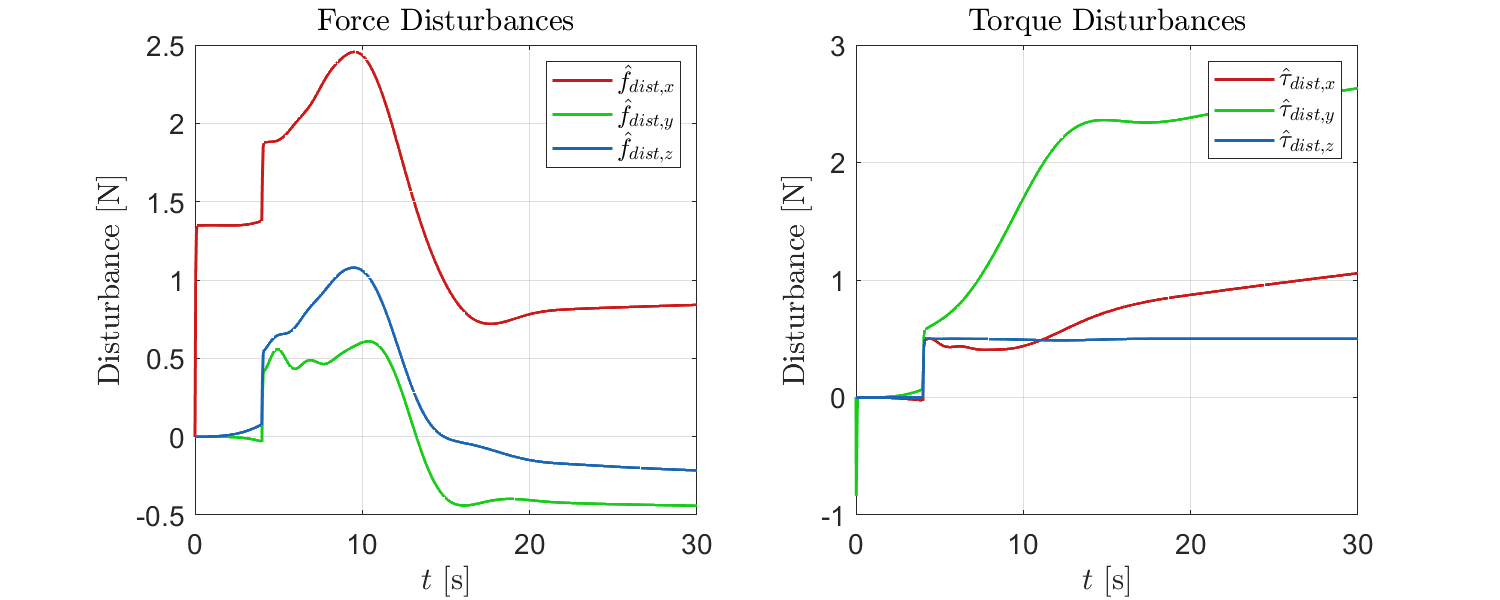 Force Disturbances
Disturbance [N]
2.5
2
1.5
1
0.5
0
-0.5
0
10
20
30
t [s]
f̂dist,x
f̂dist,y
f̂dist,z
Torque Disturbances
Disturbance [N]
3
2
1
0
-1
0
10
20
30
t [s]
τ̂dist,x
τ̂dist,y
τ̂dist,z